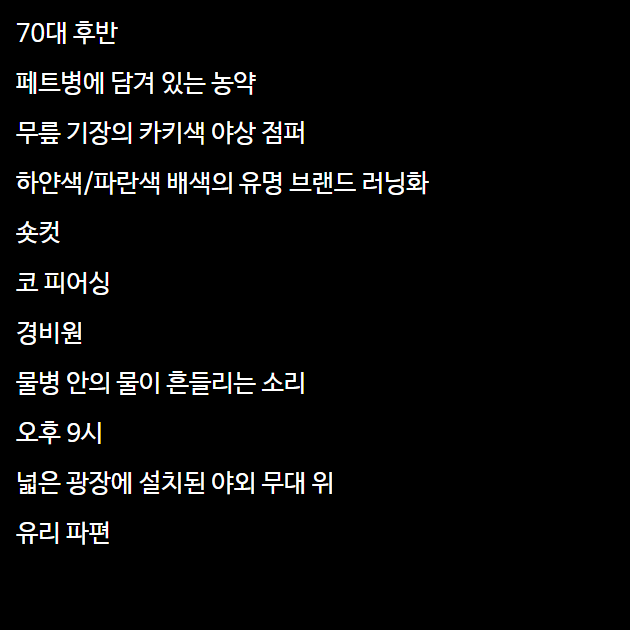 70대 후반
페트병에 담겨 있는 농약
무릎 기장의 카키색 야상 점퍼
하얀색/파란색 배색의 유명 브랜드 러닝화
숏컷
코 피어싱
경비원
물병 안의 물이 흔들리는 소리
오후 9시
넓은 광장에 설치된 야외 무대 위
유리 파편